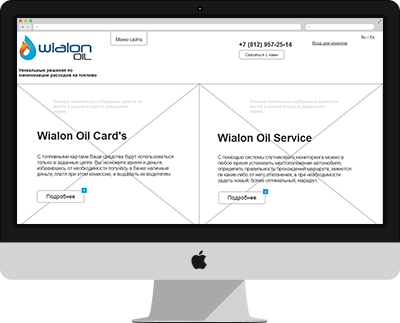 wialon
OIL
Уникальные решения по
минимизации расходов на топливо
Меню сайта
+7 (812) 957-25-14
Связаться с нами
Вход для клиентов
Ru / En
Wialon Oil Card's
С топливными картами Ваши средства будут использоваться
только в заданных целях. Вы экономите время и деньги,
избавляясь от необходимости получать в банке наличные
деньги, платя при этом комиссию, и выдавать их водителям.
Подробнее
Wialon Oil Service
С помощью системы спутникового мониторинга можно в
любое время установить местоположение автомобиля,
определить правильность прохождения маршрута, имеются
ли какие-либо от него отклонения, а при необходимости
задать новый, более оптимальный, маршрут.
Подробнее